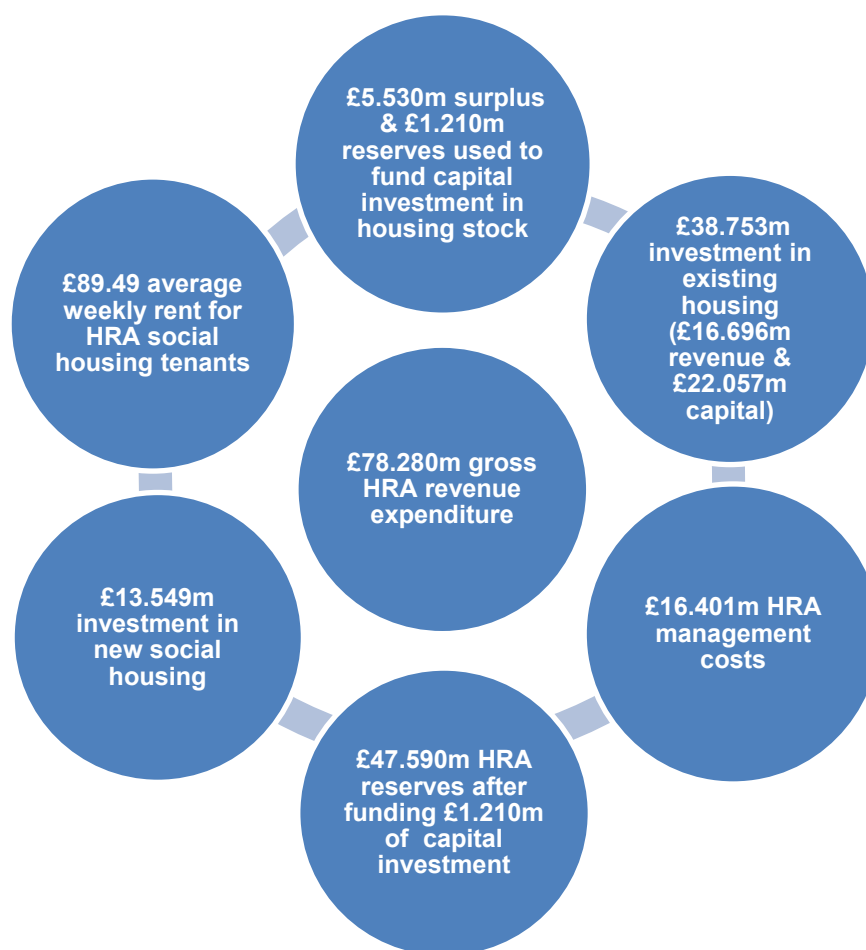 £5.530m surplus
& £1.210m
reserves used to
fund capital
investment in
housing stock
£38.753m
investment in
existing
housing
(£16.696m
revenue &
£22.057m
capital)
£16.401m HRA
management
costs
£47.590m HRA
reserves after
funding £1.210m
of capital
investment
£13.549m
investment in
new social
housing
£89.49 average
weekly rent for
HRA social
housing tenants
£78.280m gross
HRA revenue
expenditure